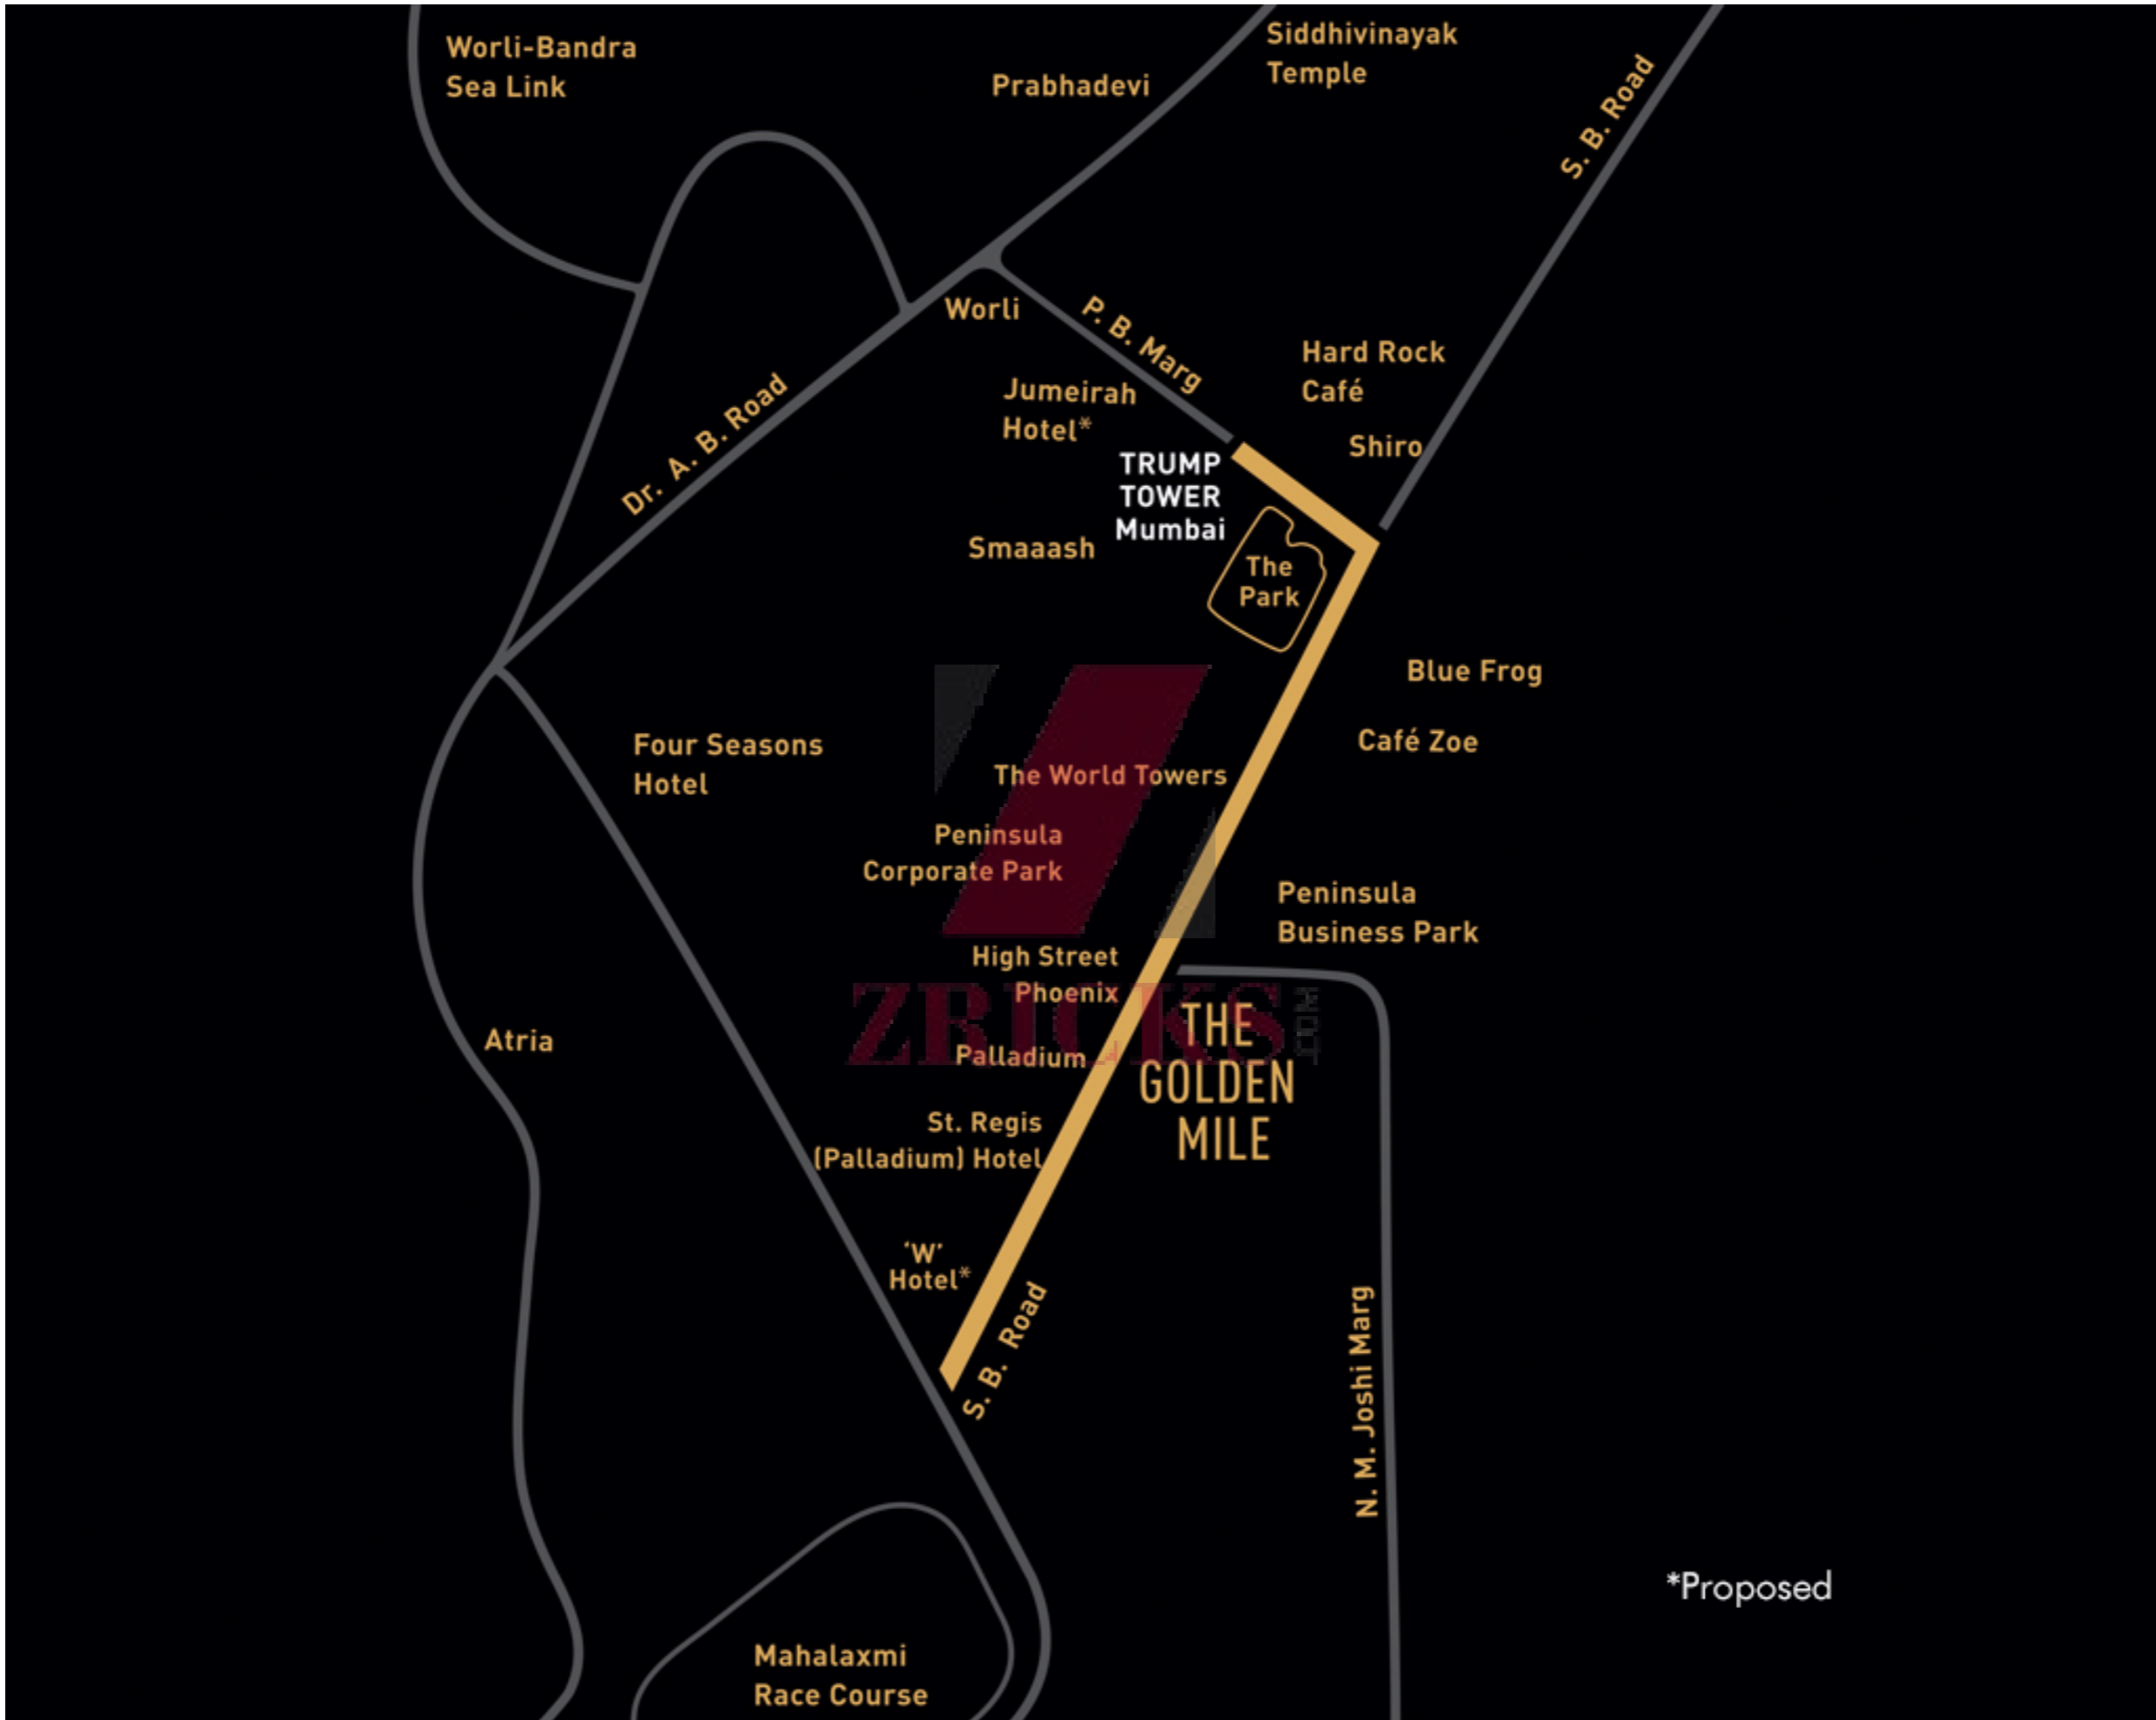 Worli-Bandra
Sea Link
Prabhadevi
Siddhivinayak
Temple
S. B. Road
Worli
P. B. Marg
Dr. A. B. Road
Jumeirah
Hotel*
Hard Rock
Café
Shiro
TRUMP
TOWER
Mumbai
Smaaash
The
Park
Blue Frog
Café Zoe
Four Seasons
Hotel
The World Towers
Peninsula
Corporate Park
Peninsula
Business Park
High Street
Phoenix
ZRICKS
.COM
THE
GOLDEN
MILE
Atria
Palladium
St. Regis
(Palladium) Hotel
‘W’
Hotel*
S. B. Road
N. M. Joshi Marg
*Proposed
Mahalaxmi
Race Course